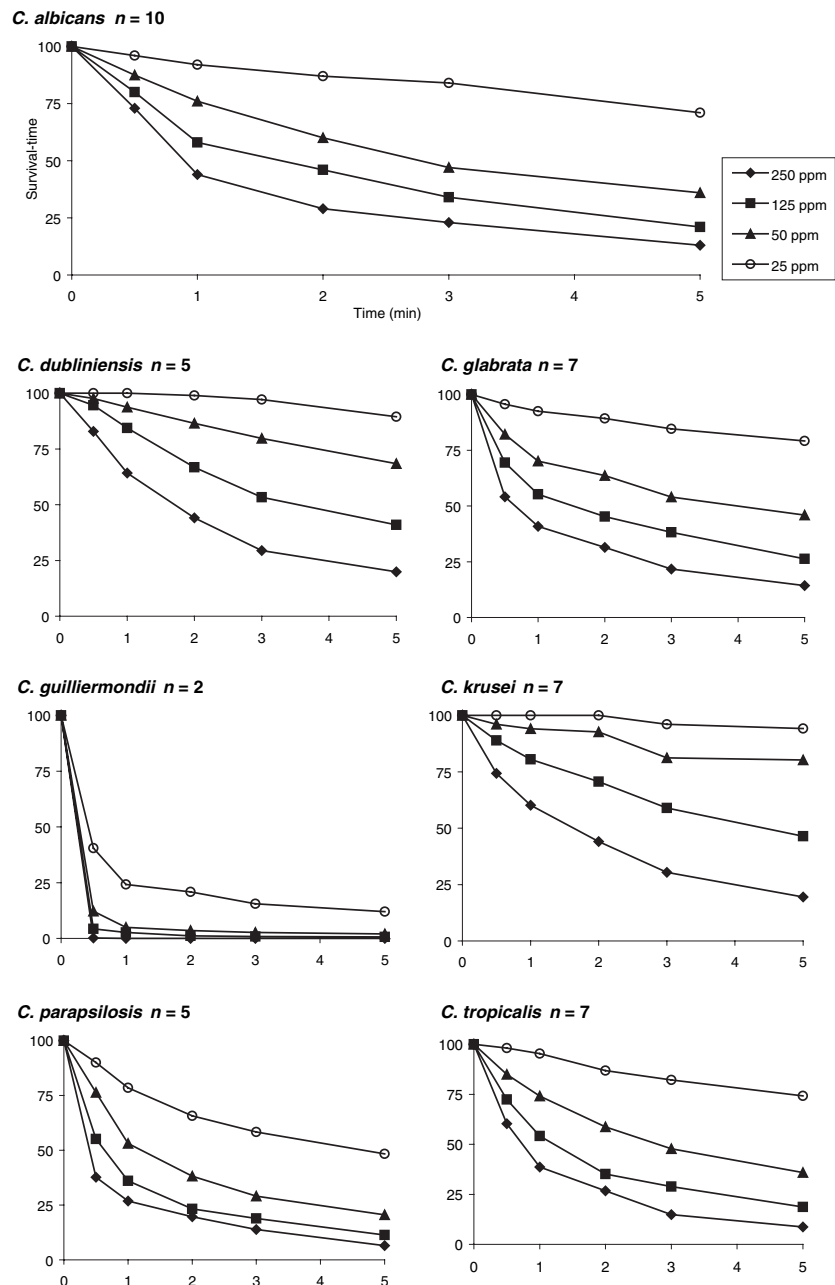 C. albicans n = 10
100
75
50
25
0
Survival-time
0 1 2 3 4 5
Time (min)
250 ppm
125 ppm
50 ppm
25 ppm
C. dubliniensis n = 5
100
75
50
25
0
0 1 2 3 4 5
C. glabrata n = 7
100
75
50
25
0
0 1 2 3 4 5
C. guilliermondii n = 2
100
75
50
25
0
0 1 2 3 4 5
C. krusei n = 7
100
75
50
25
0
0 1 2 3 4 5
C. parapsilosis n = 5
100
75
50
25
0
0 1 2 3 4 5
C. tropicalis n = 7
100
75
50
25
0
0 1 2 3 4 5